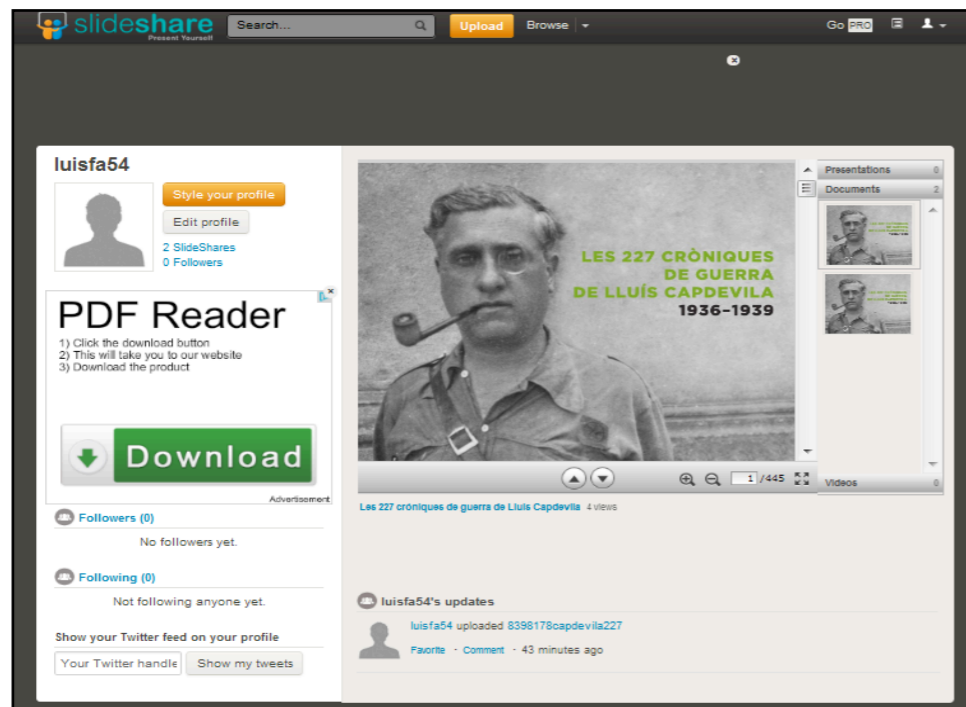 slideshare
Present Yourself
Search...
Upload
Browse
Go PRO
luisfa54
Style your profile
Edit profile
2 SlideShares
0 Followers
PDF Reader
1) Click the download button
2) This will take you to our website
3) Download the product
Download
Advertisement
Followers (0)
No followers yet.
Following (0)
Not following anyone yet.
Show your Twitter feed on your profile
Your Twitter handle
Show my tweets
LES 227 CRÒNIQUES
DE GUERRA
DE LLUÍS CAPDEVILA
1936–1939
1 /445
Presentations 0
Documents 2
Videos 0
Les 227 cròniques de guerra de Lluís Capdevila 4 views
luisfa54's updates
luisfa54 uploaded 8398178capdevila227
Favorite - Comment - 43 minutes ago